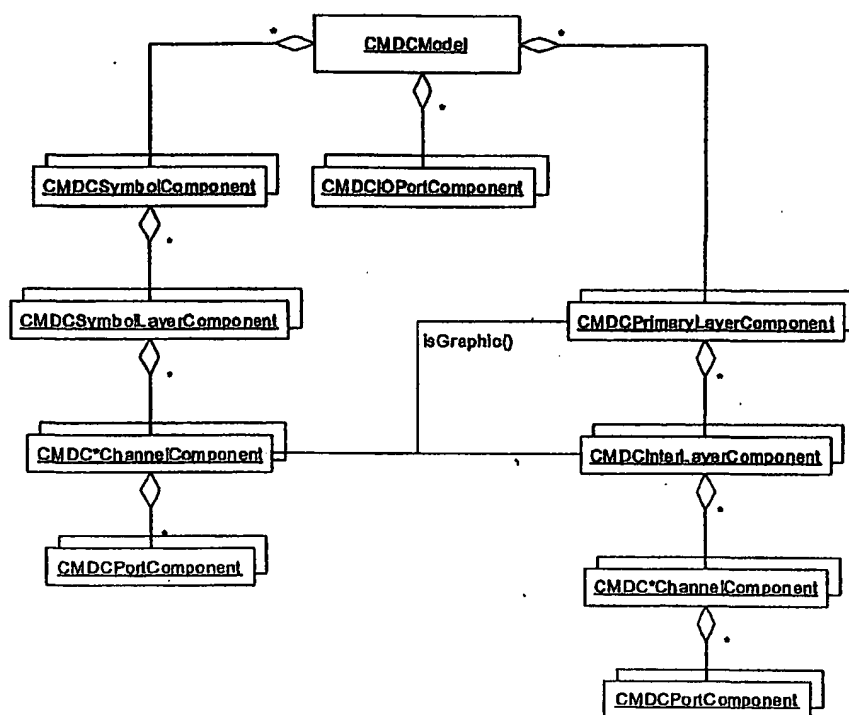 CMDCModel
*
*
*
CMDCSymbolComponent
CMDCIOPortComponent
*
CMDCSymbolLayerComponent
CMDCPrimaryLayerComponent
isGraphic()
*
*
CMDC*ChannelComponent
CMDCInterLayerComponent
*
*
CMDCPortComponent
CMDC*ChannelComponent
*
CMDCPortComponent